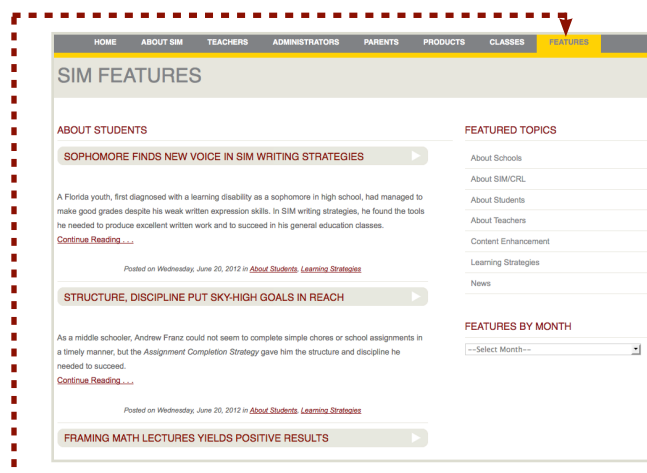 HOME ABOUT SIM TEACHERS ADMINISTRATORS PARENTS PRODUCTS CLASSES FEATURES
SIM FEATURES
ABOUT STUDENTS
SOPHOMORE FINDS NEW VOICE IN SIM WRITING STRATEGIES
A Florida youth, first diagnosed with a learning disability as a sophomore in high school, had managed to
make good grades despite his weak written expression skills. In SIM writing strategies, he found the tools
he needed to produce excellent written work and to succeed in his general education classes.
Continue Reading . . .
Posted on Wednesday, June 20, 2012 in About Students, Learning Strategies
STRUCTURE, DISCIPLINE PUT SKY-HIGH GOALS IN REACH
As a middle schooler, Andrew Franz could not seem to complete simple chores or school assignments in
a timely manner, but the Assignment Completion Strategy gave him the structure and discipline he
needed to succeed.
Continue Reading . . .
Posted on Wednesday, June 20, 2012 in About Students, Learning Strategies
FRAMING MATH LECTURES YIELDS POSITIVE RESULTS
FEATURED TOPICS
About Schools
About SIM/CRL
About Students
About Teachers
Content Enhancement
Learning Strategies
News
FEATURES BY MONTH
--Select Month--